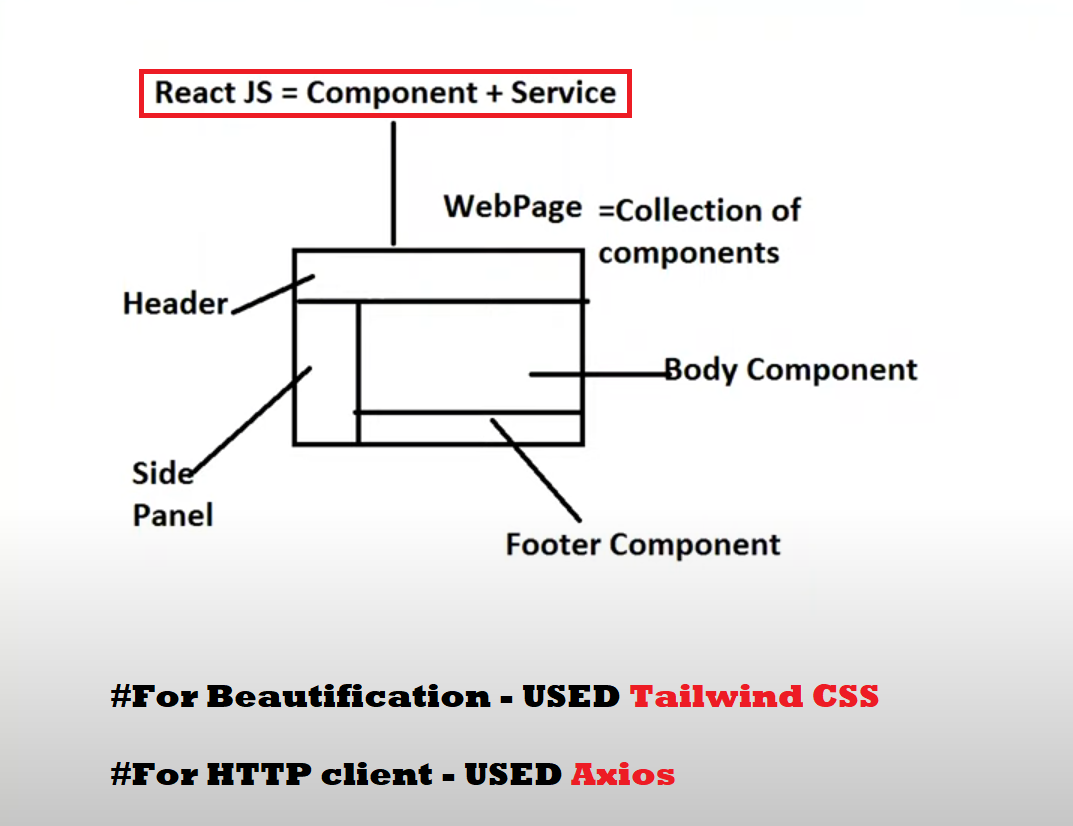 React JS = Component + Service
WebPage =Collection of
components
Header
Body Component
Side
Panel
Footer Component
#For Beautification - USED Tailwind CSS
#For HTTP client - USED Axios